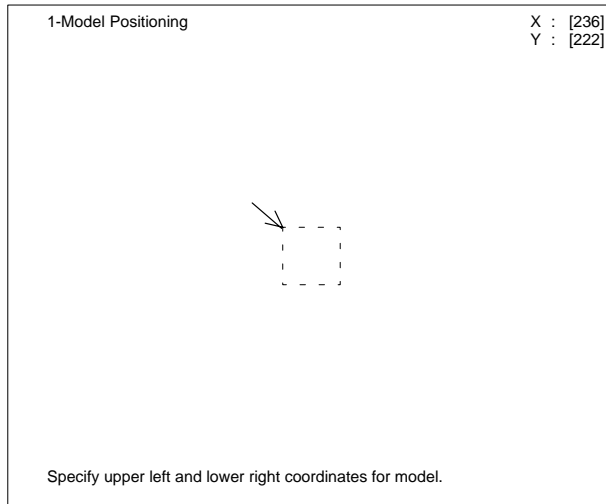 1-Model Positioning X : [236]
Y : [222]
Specify upper left and lower right coordinates for model.